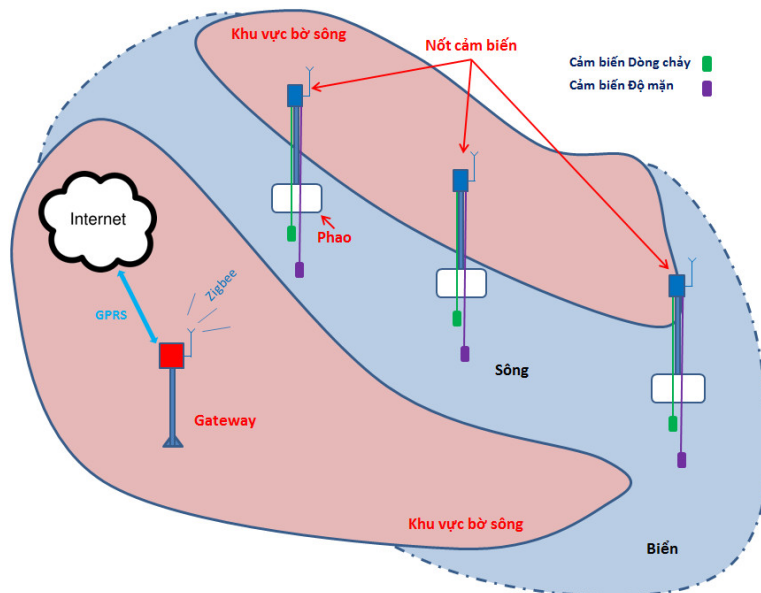 Khu vực bờ sông
Nốt cảm biến
Cảm biến Dòng chảy
Cảm biến Độ mặn
Internet
Phao
Zigbee
GPRS
Sông
Gateway
Khu vực bờ sông
Biển